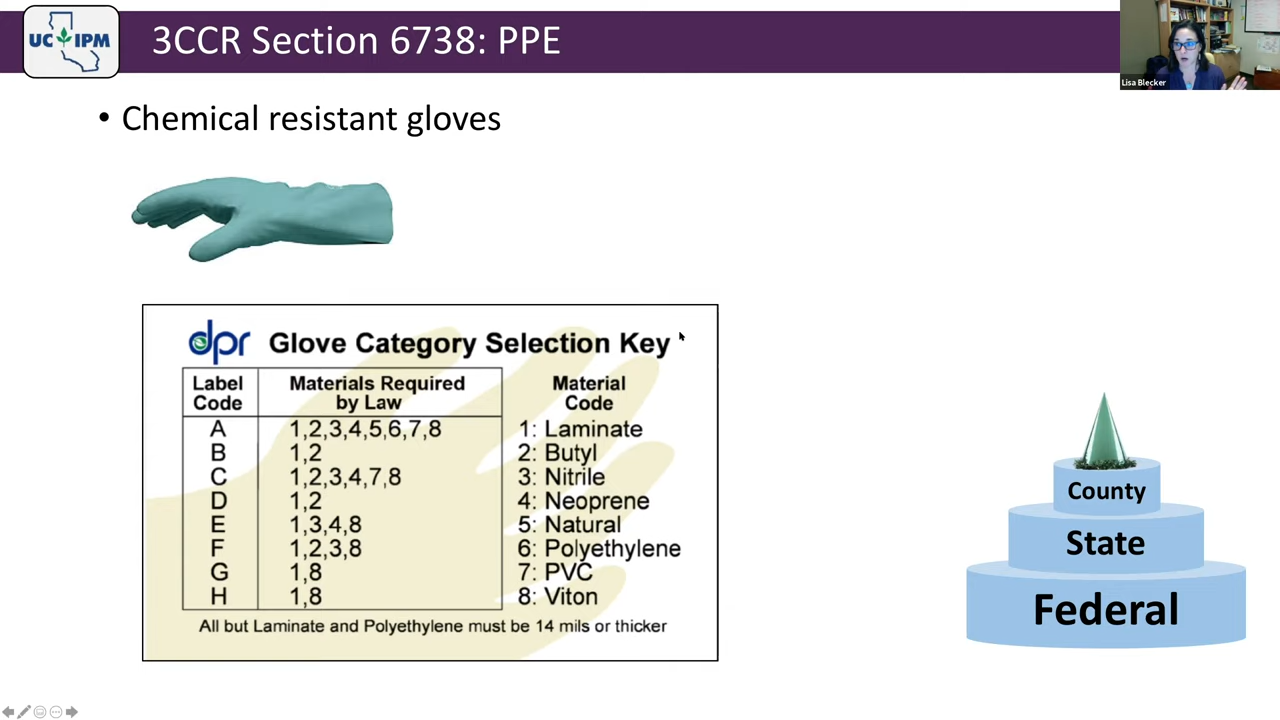 UC IPM
3CCR Section 6738: PPE
Lisa Blecker
• Chemical resistant gloves
dpr Glove Category Selection Key
Label Code
Materials Required by Law
Material Code
A 1,2,3,4,5,6,7,8 1: Laminate
B 1,2 2: Butyl
C 1,2,3,4,7,8 3: Nitrile
D 1,2 4: Neoprene
E 1,3,4,8 5: Natural
F 1,2,3,8 6: Polyethylene
G 1,8 7: PVC
H 1,8 8: Viton
All but Laminate and Polyethylene must be 14 mils or thicker
County
State
Federal